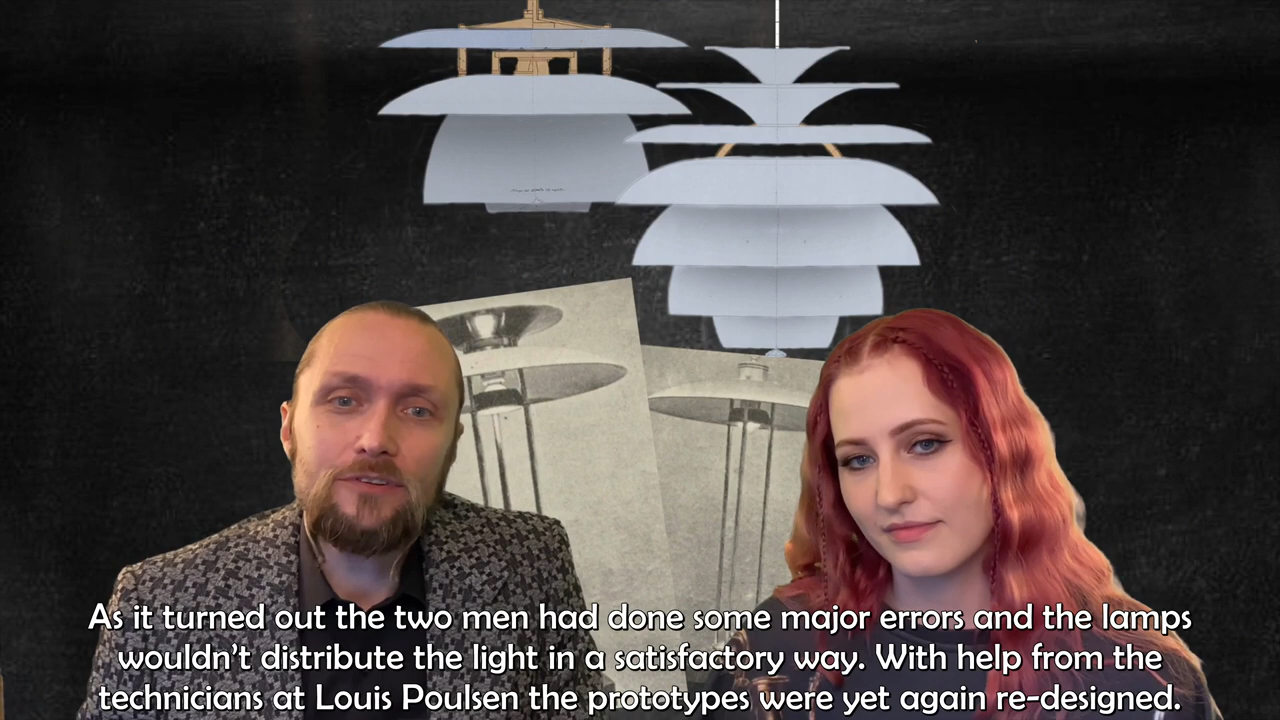 As it turned out the two men had done some major errors and the lamps
wouldn't distribute the light in a satisfactory way. With help from the
technicians at Louis Poulsen the prototypes were yet again re-designed.